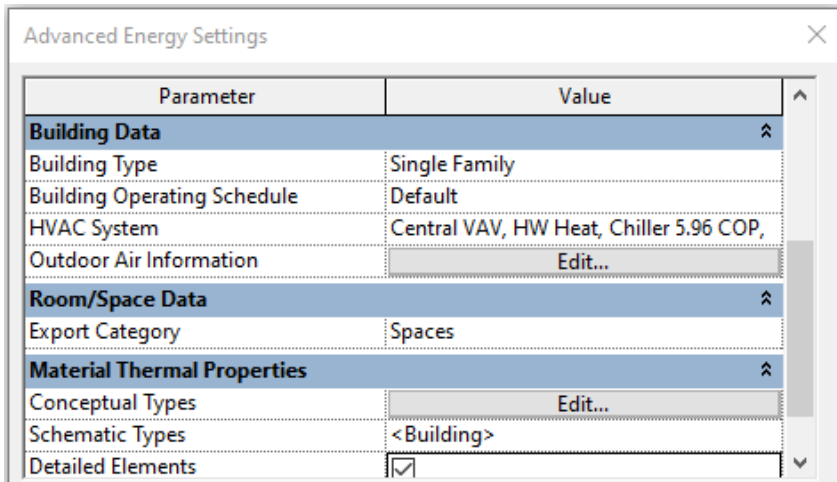 Advanced Energy Settings
Parameter Value
Building Data
Building Type Single Family
Building Operating Schedule Default
HVAC System Central VAV, HW Heat, Chiller 5.96 COP,
Outdoor Air Information Edit...
Room/Space Data
Export Category Spaces
Material Thermal Properties
Conceptual Types Edit...
Schematic Types <Building>
Detailed Elements